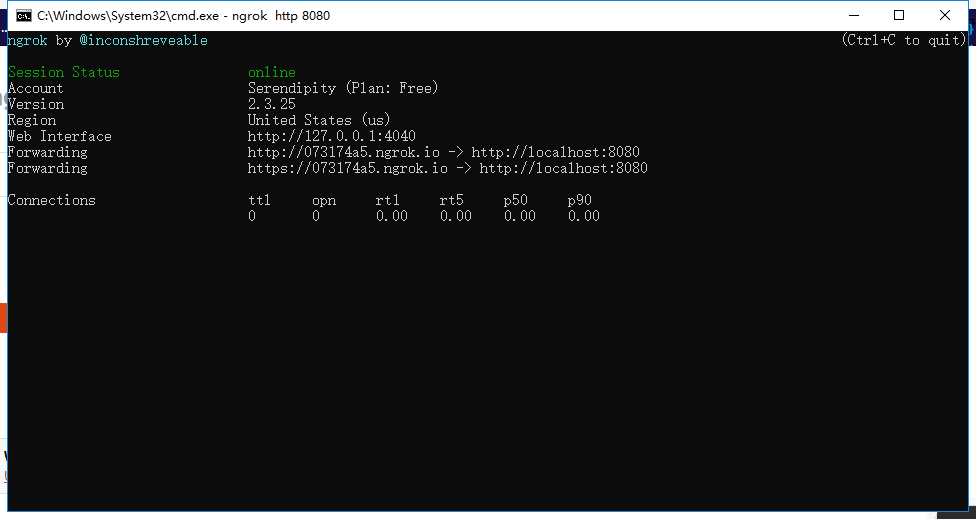 C:\Windows\System32\cmd.exe - ngrok  http 8080
ngrok by @inconshreveable (Ctrl+C to quit)
Session Status online
Account Serendipity (Plan: Free)
Version 2.3.25
Region United States (us)
Web Interface http://127.0.0.1:4040
Forwarding http://073174a5.ngrok.io -> http://localhost:8080
Forwarding https://073174a5.ngrok.io -> http://localhost:8080
Connections ttl opn rt1 rt5 p50 p90
0 0 0.00 0.00 0.00 0.00